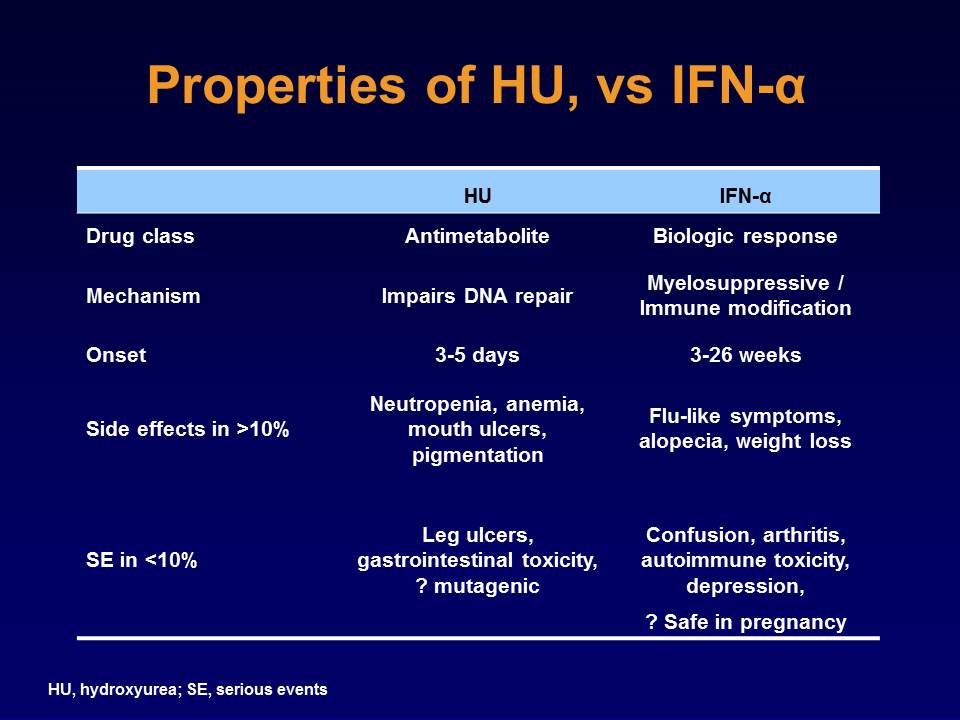 Properties of HU, vs IFN-α
HU IFN-α
Drug class Antimetabolite Biologic response
Mechanism Impairs DNA repair Myelosuppressive /
Immune modification
Onset 3-5 days 3-26 weeks
Side effects in >10% Neutropenia, anemia,
mouth ulcers,
pigmentation
Flu-like symptoms,
alopecia, weight loss
SE in <10% Leg ulcers,
gastrointestinal toxicity,
? mutagenic
Confusion, arthritis,
autoimmune toxicity,
depression,
? Safe in pregnancy
HU, hydroxyurea; SE, serious events